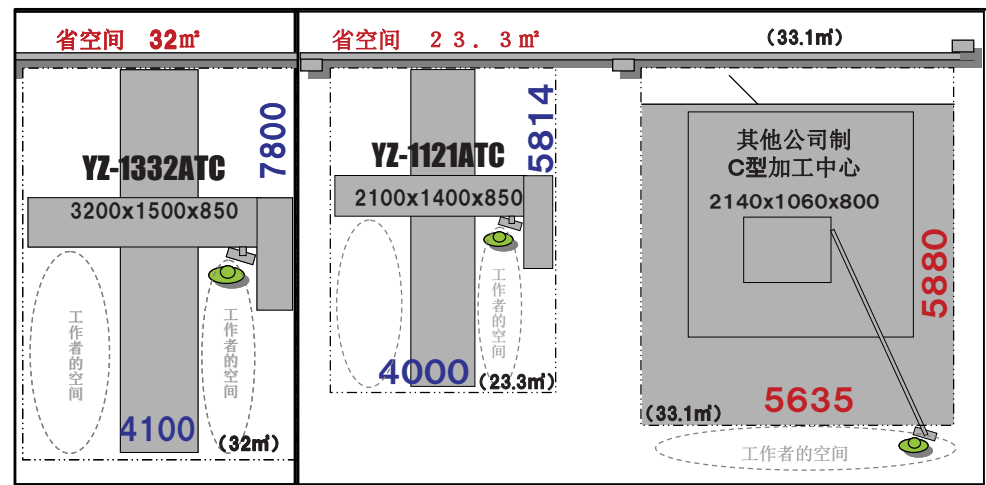 省空间 32㎡
7800
YZ-1332ATC
3200x1500x850
工作者的空间
工作者的空间
4100
(32㎡)
省空间 23.3㎡
5814
YZ-1121ATC
2100x1400x850
工作者的空间
4000
(23.3㎡)
(33.1㎡)
其他公司制
C型加工中心
2140x1060x800
5880
5635
(33.1㎡)
工作者的空间